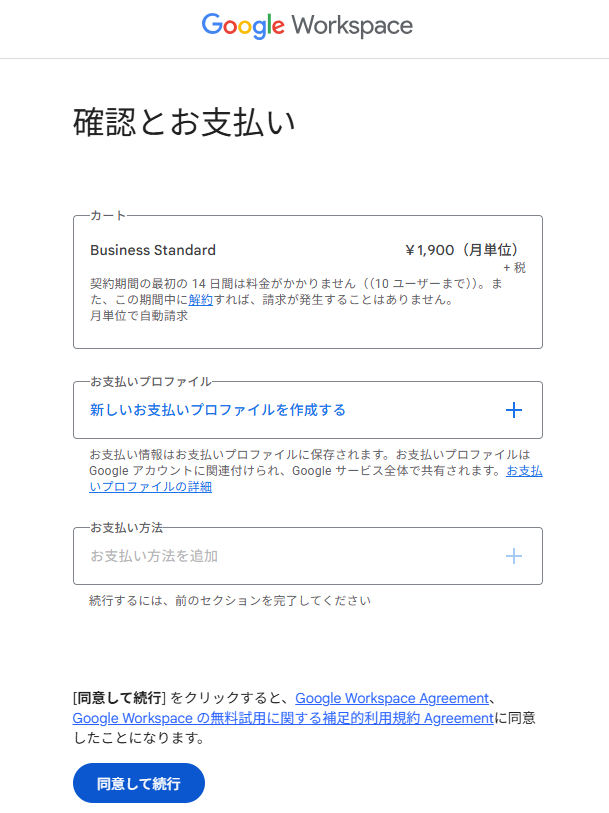 Google Workspace
確認とお支払い
カート
Business Standard
￥1,900（月単位）
+ 税
契約期間の最初の 14 日間は料金がかかりません（（10 ユーザーまで））。ま
た、この期間中に解約すれば、請求が発生することはありません。
月単位で自動請求
お支払いプロファイル
新しいお支払いプロファイルを作成する
お支払い情報はお支払いプロファイルに保存されます。お支払いプロファイルは
Google アカウントに関連付けられ、Google サービス全体で共有されます。お支払
いプロファイルの詳細
お支払い方法
お支払い方法を追加
続行するには、前のセクションを完了してください
[同意して続行] をクリックすると、Google Workspace Agreement、
Google Workspace の無料試用に関する補足的利用規約 Agreementに同意
したことになります。
同意して続行